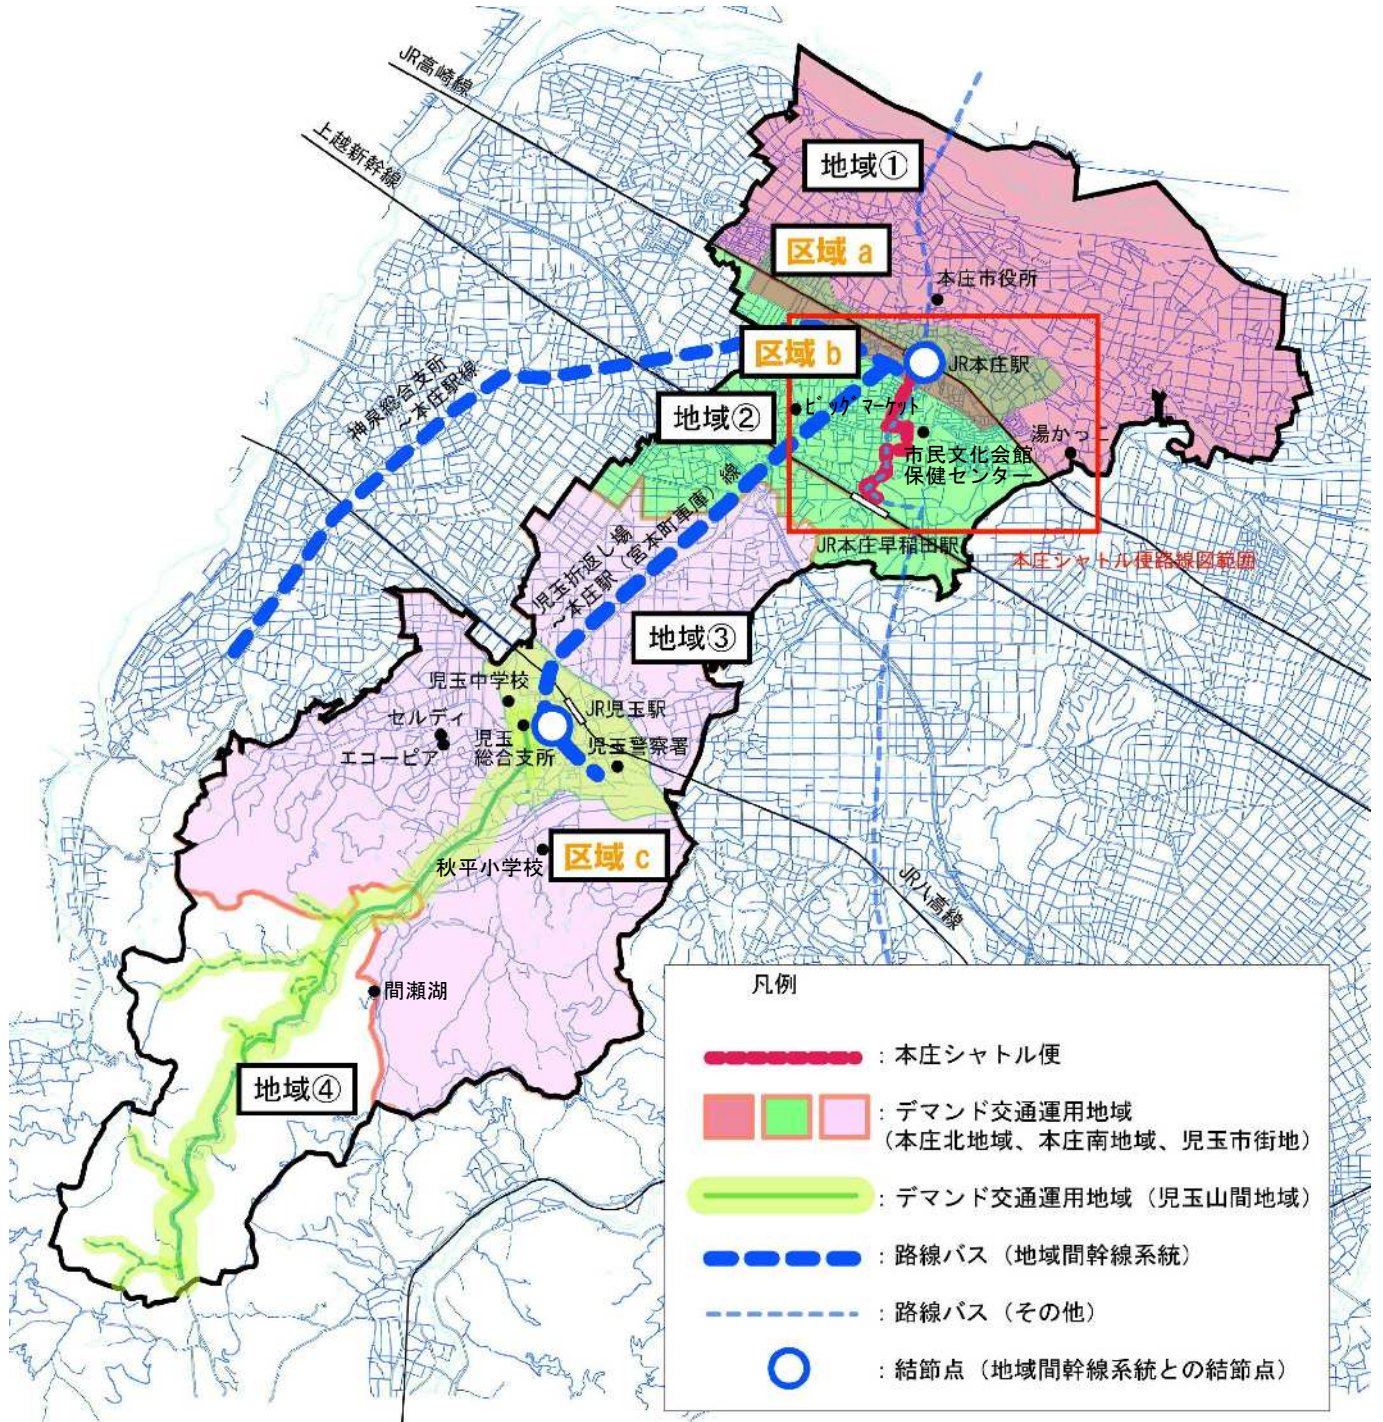 JR高崎線
上越新幹線
地域①
区域 a
本庄市役所
区域 b
JR本庄駅
神泉総合支所
～本庄駅線
地域②
ビッグマーケット
湯かっこ
市民文化会館
保健センター
児玉折返し場
～本庄駅（宮本町車庫）線
JR本庄早稲田駅
本庄シャトル便路線図範囲
地域③
児玉中学校
セルディ
JR児玉駅
エコーピア
児玉
総合支所
児玉警察署
秋平小学校
区域 c
JR八高線
間瀬湖
地域④
凡例
：本庄シャトル便
：デマンド交通運用地域
（本庄北地域、本庄南地域、児玉市街地）
：デマンド交通運用地域（児玉山間地域）
：路線バス（地域間幹線系統）
：路線バス（その他）
：結節点（地域間幹線系統との結節点）